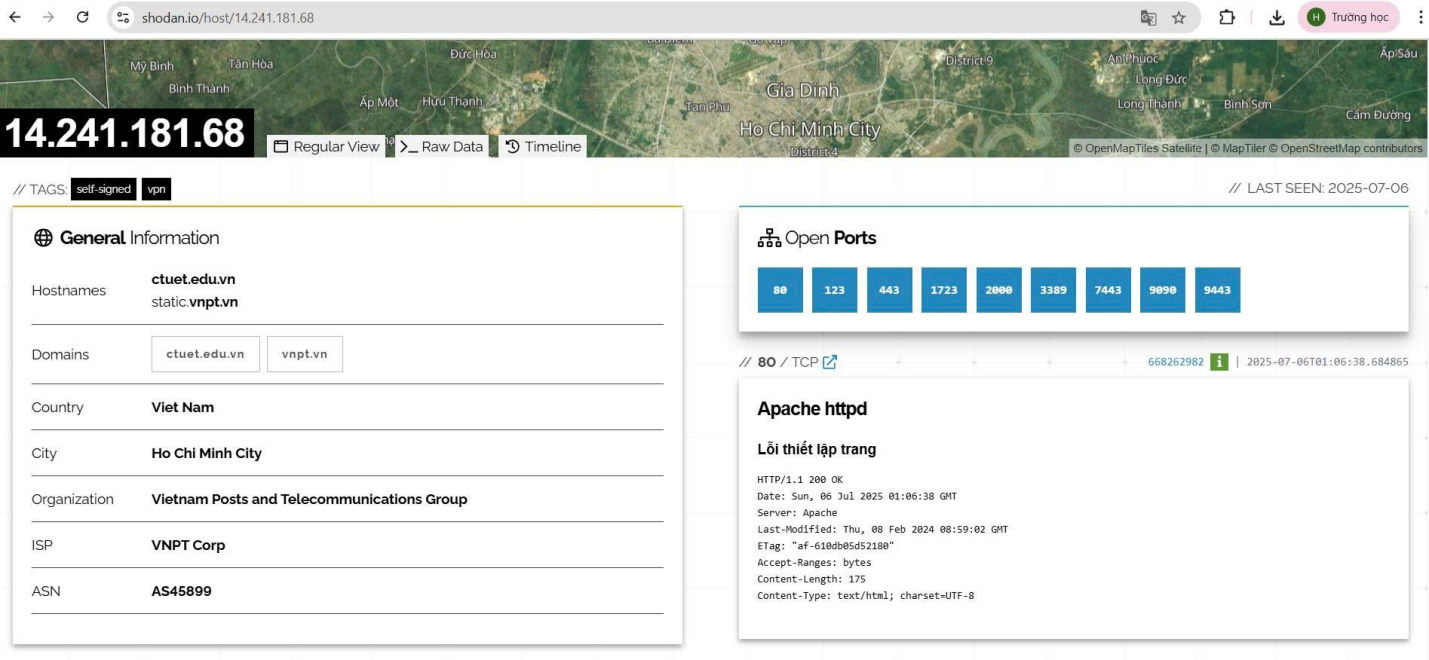 shodan.io/host/14.241.181.68
H Trường học
Đức Hòa
Mỹ Bình
Tân Hòa
District 9
An Phuoc
Ấp Sáu
Bình Thành
Ấp Một
Hựu Thạnh
Tan Phu
Gia Dinh
Long Đức
Long Thành
Bình Sơn
Cẩm Đường
Ho Chi Minh City
District 4
14.241.181.68
Regular View
Raw Data
Timeline
© OpenMapTiles Satellite | © MapTiler © OpenStreetMap contributors
// TAGS: self-signed vpn
// LAST SEEN: 2025-07-06
General Information
Hostnames
ctuet.edu.vn
static.vnpt.vn
Domains ctuet.edu.vn vnpt.vn
Country Viet Nam
City Ho Chi Minh City
Organization Vietnam Posts and Telecommunications Group
ISP VNPT Corp
ASN AS45899
Open Ports
80 123 443 1723 2000 3389 7443 9090 9443
// 80 / TCP
668262982 i | 2025-07-06T01:06:38.684865
Apache httpd
Lỗi thiết lập trang
HTTP/1.1 200 OK
Date: Sun, 06 Jul 2025 01:06:38 GMT
Server: Apache
Last-Modified: Thu, 08 Feb 2024 08:59:02 GMT
ETag: "af-610db05d52180"
Accept-Ranges: bytes
Content-Length: 175
Content-Type: text/html; charset=UTF-8